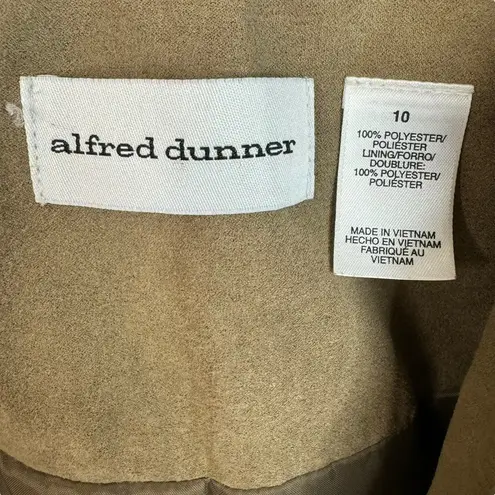 alfred dunner
10
100% POLYESTER/
POLIÉSTER
LINING/FORRO/
DOUBLURE:
100% POLYESTER/
POLIÉSTER
MADE IN VIETNAM
HECHO EN VIETNAM
FABRIQUÉ AU
VIETNAM